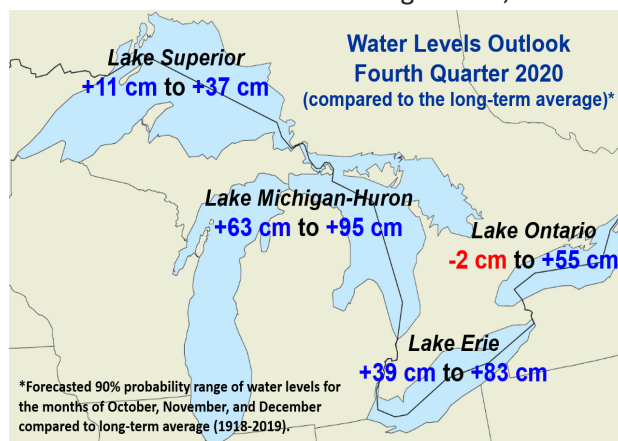 Water Levels Outlook
Fourth Quarter 2020
(compared to the long-term average)*
Lake Superior
+11 cm to +37 cm
Lake Michigan-Huron
+63 cm to +95 cm
Lake Ontario
-2 cm to +55 cm
Lake Erie
+39 cm to +83 cm
*Forecasted 90% probability range of water levels for
the months of October, November, and December
compared to long-term average (1918-2019).